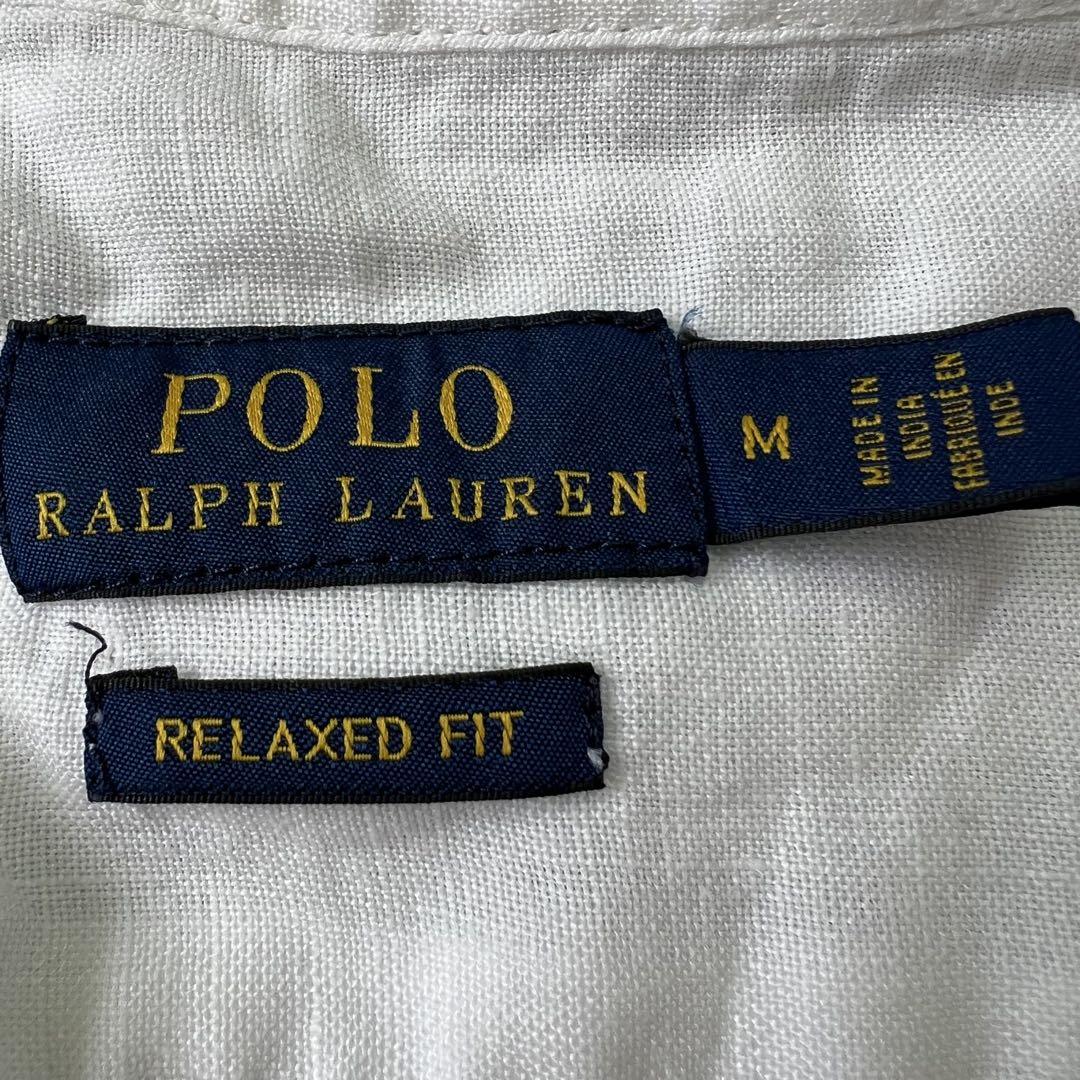 POLO
RALPH LAUREN
M
MADE IN
INDIA
FABRIQUÉ EN
INDE
RELAXED FIT